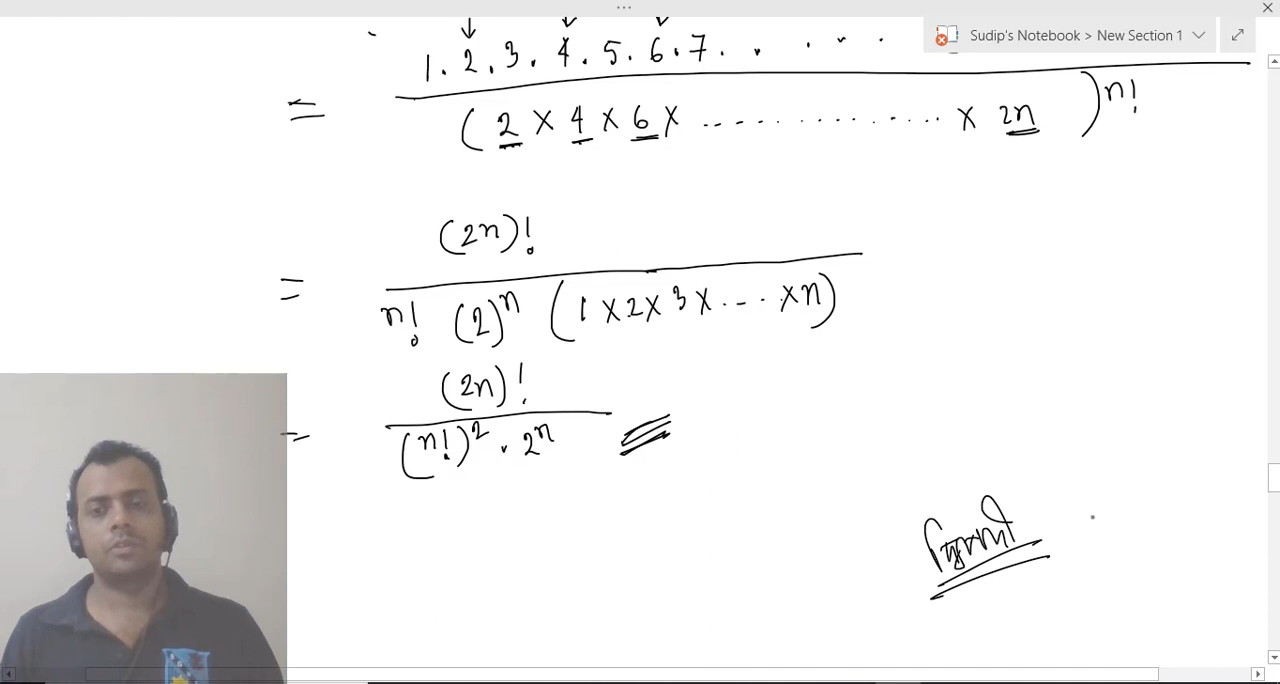 Sudip's Notebook > New Section 1
1.2.3.4.5.6.7. . . . .
= (2 × 4 × 6 × .................. × 2n) n!
(2n)!
= n! (2)^n (1 × 2 × 3 × .... × n)
(2n)!
= (n!)^2 . 2^n